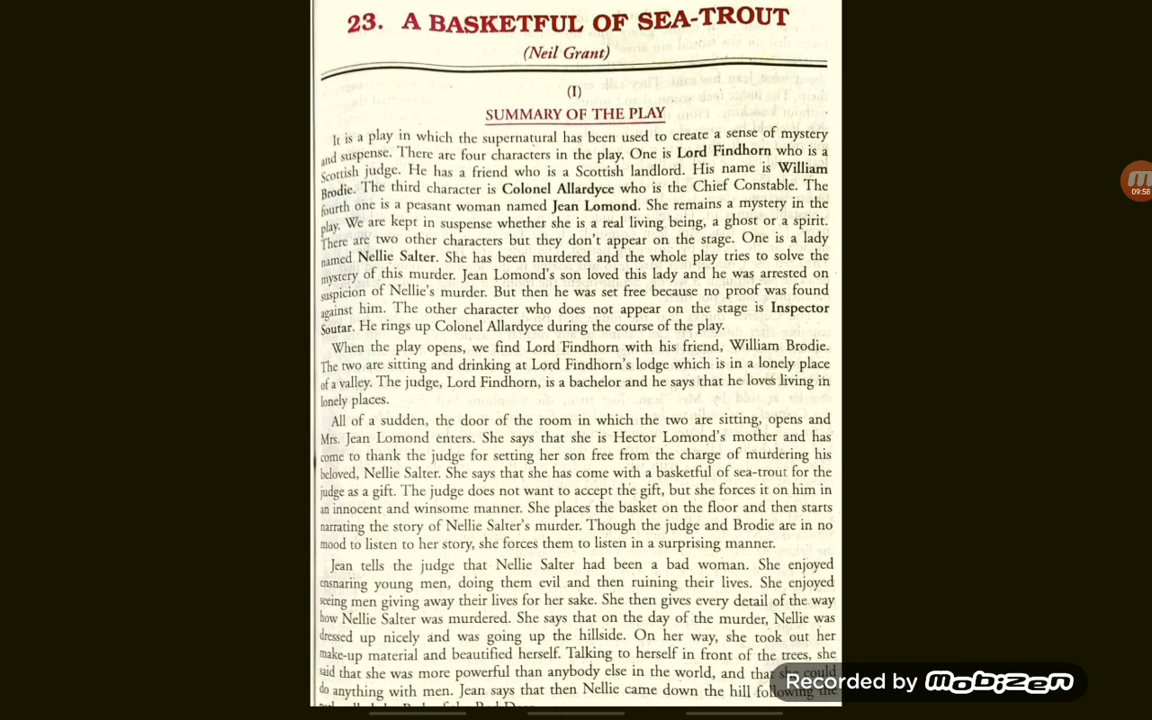 23. A BASKETFUL OF SEA-TROUT
(Neil Grant)
(I)
SUMMARY OF THE PLAY
It is a play in which the supernatural has been used to create a sense of mystery
and suspense. There are four characters in the play. One is Lord Findhorn who is a
Scottish judge. He has a friend who is a Scottish landlord. His name is William
Brodie. The third character is Colonel Allardyce who is the Chief Constable. The
fourth one is a peasant woman named Jean Lomond. She remains a mystery in the
play. We are kept in suspense whether she is a real living being, a ghost or a spirit.
There are two other characters but they don't appear on the stage. One is a lady
named Nellie Salter. She has been murdered and the whole play tries to solve the
mystery of this murder. Jean Lomond's son loved this lady and he was arrested on
suspicion of Nellie's murder. But then he was set free because no proof was found
against him. The other character who does not appear on the stage is Inspector
Soutar. He rings up Colonel Allardyce during the course of the play.
When the play opens, we find Lord Findhorn with his friend, William Brodie.
The two are sitting and drinking at Lord Findhorn's lodge which is in a lonely place
of a valley. The judge, Lord Findhorn, is a bachelor and he says that he loves living in
lonely places.
All of a sudden, the door of the room in which the two are sitting, opens and
Mrs. Jean Lomond enters. She says that she is Hector Lomond's mother and has
come to thank the judge for setting her son free from the charge of murdering his
beloved, Nellie Salter. She says that she has come with a basketful of sea-trout for the
judge as a gift. The judge does not want to accept the gift, but she forces it on him in
an innocent and winsome manner. She places the basket on the floor and then starts
narrating the story of Nellie Salter's murder. Though the judge and Brodie are in no
mood to listen to her story, she forces them to listen in a surprising manner.
Jean tells the judge that Nellie Salter had been a bad woman. She enjoyed
ensnaring young men, doing them evil and then ruining their lives. She enjoyed
seeing men giving away their lives for her sake. She then gives every detail of the way
how Nellie Salter was murdered. She says that on the day of the murder, Nellie was
dressed up nicely and was going up the hillside. On her way, she took out her
make-up material and beautified herself. Talking to herself in front of the trees, she
said that she was more powerful than anybody else in the world, and that she could
do anything with men. Jean says that then Nellie came down the hill following the
09:58
Recorded by mobizen